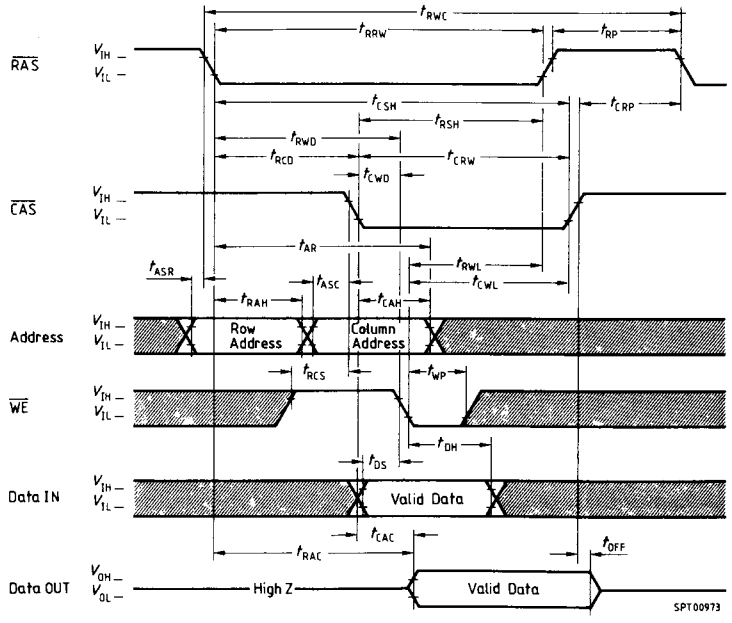 tRWC
tRRW
tRP
RAS
VIH
VIL
tCSH
tCRP
tRSH
tRWD
tRCD
tCRW
tCWD
CAS
VIH
VIL
tAR
tRWL
tASR
tASC
tCWL
tRAH
tCAH
Address
VIH
VIL
Row
Address
Column
Address
tRCS
tWP
WE
VIH
VIL
tDH
tDS
Data IN
VIH
VIL
Valid Data
tCAC
tRAC
tOFF
Data OUT
VOH
VOL
High Z
Valid Data
SPT00973